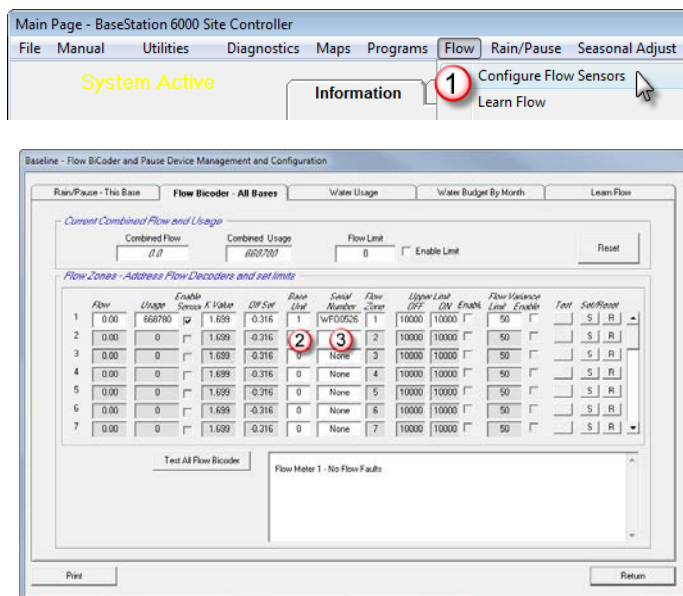 Main Page - BaseStation 6000 Site Controller
File Manual Utilities Diagnostics Maps Programs Flow Rain/Pause Seasonal Adjust
System Active
Information
1
Configure Flow Sensors
Learn Flow
Baseline - Flow BiCoder and Pause Device Management and Configuration
Rain/Pause - This Base Flow Bicoder - All Bases Water Usage Water Budget By Month Learn Flow
Current Combined Flow and Usage
Combined Flow Combined Usage Flow Limit
0.0 668780 0 Enable Limit Reset
Flow Zones - Address Flow Decoders and set limits
Enable Base Serial Flow Upper Limit Flow Variance
Flow Usage Sensor K Value Off Set Unit Number Zone OFF ON Enabl. Limit Enable Test Set/Reset
1 0.00 668780 1.699 -0.316 1 WF00526 1 10000 10000 50 S R
2 0.00 0 1.699 -0.316 2 3 2 10000 10000 50 S R
3 0.00 0 1.699 -0.316 0 None 3 10000 10000 50 S R
4 0.00 0 1.699 -0.316 0 None 4 10000 10000 50 S R
5 0.00 0 1.699 -0.316 0 None 5 10000 10000 50 S R
6 0.00 0 1.699 -0.316 0 None 6 10000 10000 50 S R
7 0.00 0 1.699 -0.316 0 None 7 10000 10000 50 S R
Test All Flow Bicoder
Flow Meter 1 - No Flow Faults
Print Return